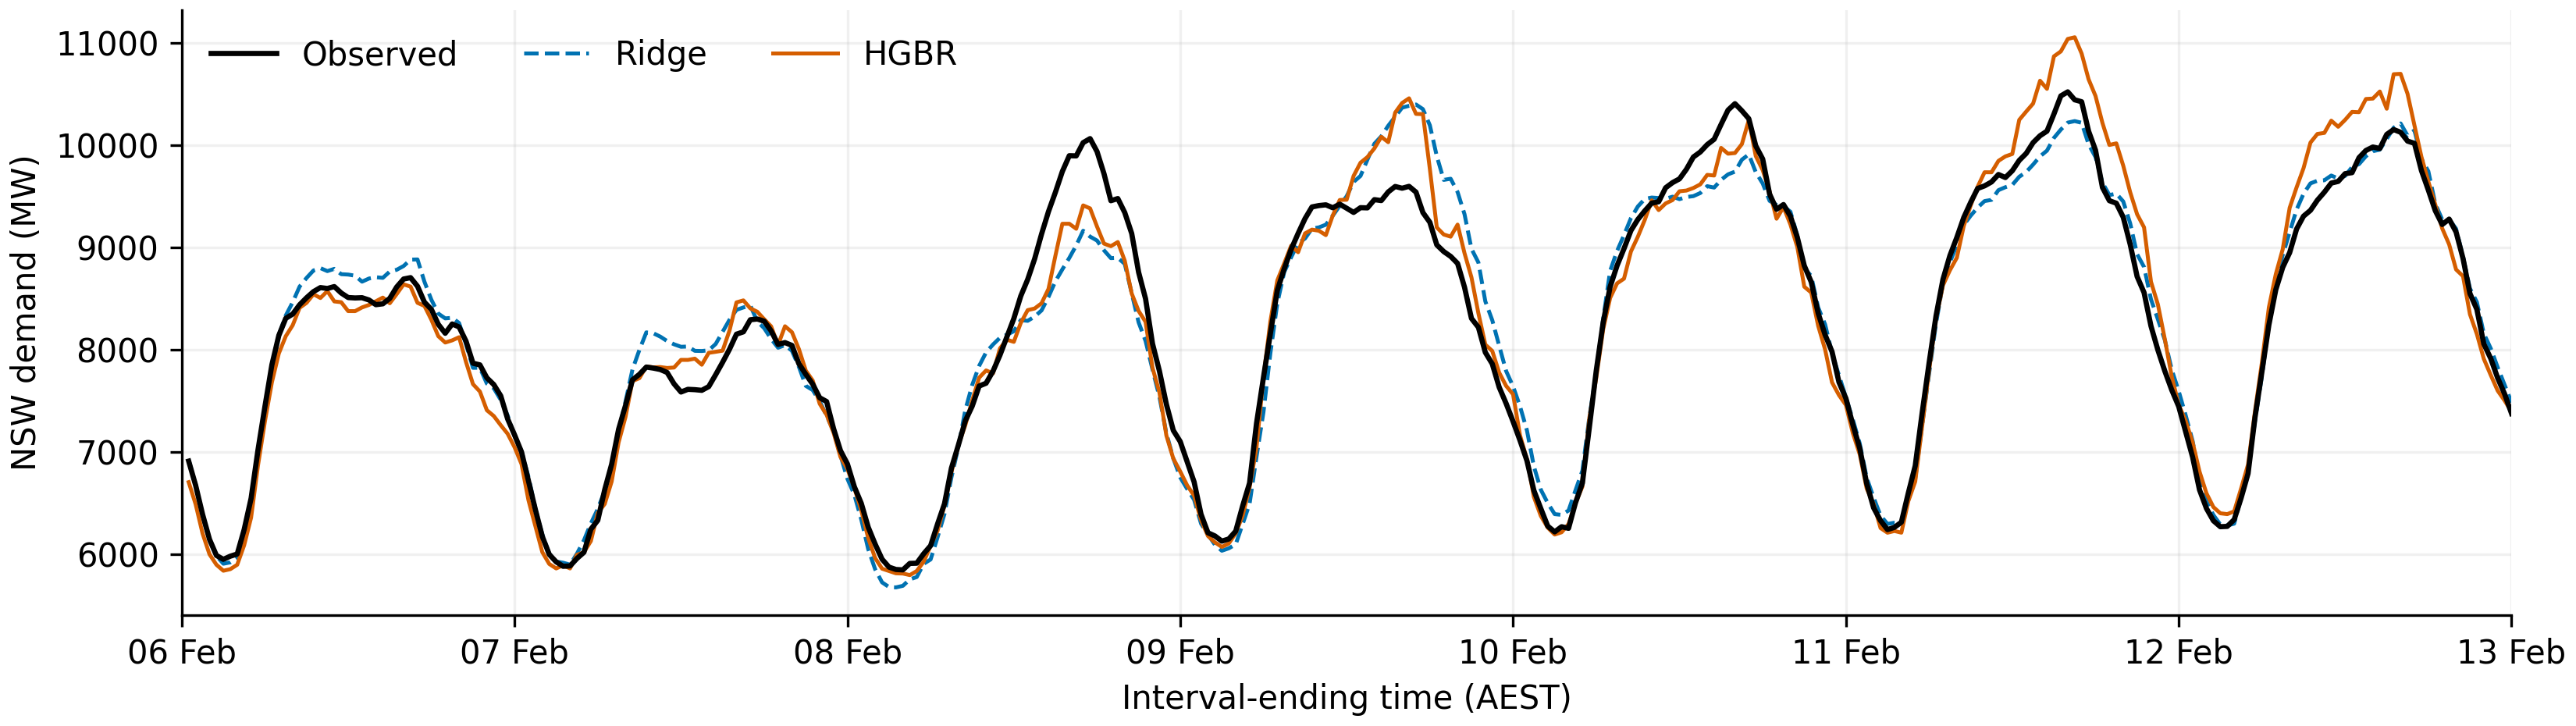 11000
10000
9000
8000
7000
6000
NSW demand (MW)
Observed Ridge HGBR
06 Feb 07 Feb 08 Feb 09 Feb 10 Feb 11 Feb 12 Feb 13 Feb
Interval-ending time (AEST)